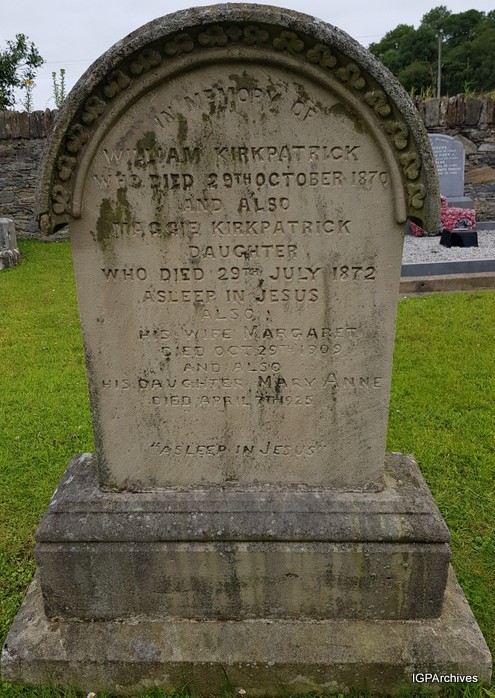 IN MEMORY OF
WILLIAM KIRKPATRICK
WHO DIED 29TH OCTOBER 1870
AND ALSO
MAGGIE KIRKPATRICK
DAUGHTER
WHO DIED 29TH JULY 1872
ASLEEP IN JESUS
ALSO
HIS WIFE MARGARET
DIED OCT 29TH 1909
AND ALSO
HIS DAUGHTER MARY ANNE
DIED APRIL 7TH 1925
"ASLEEP IN JESUS"
IGPArchives